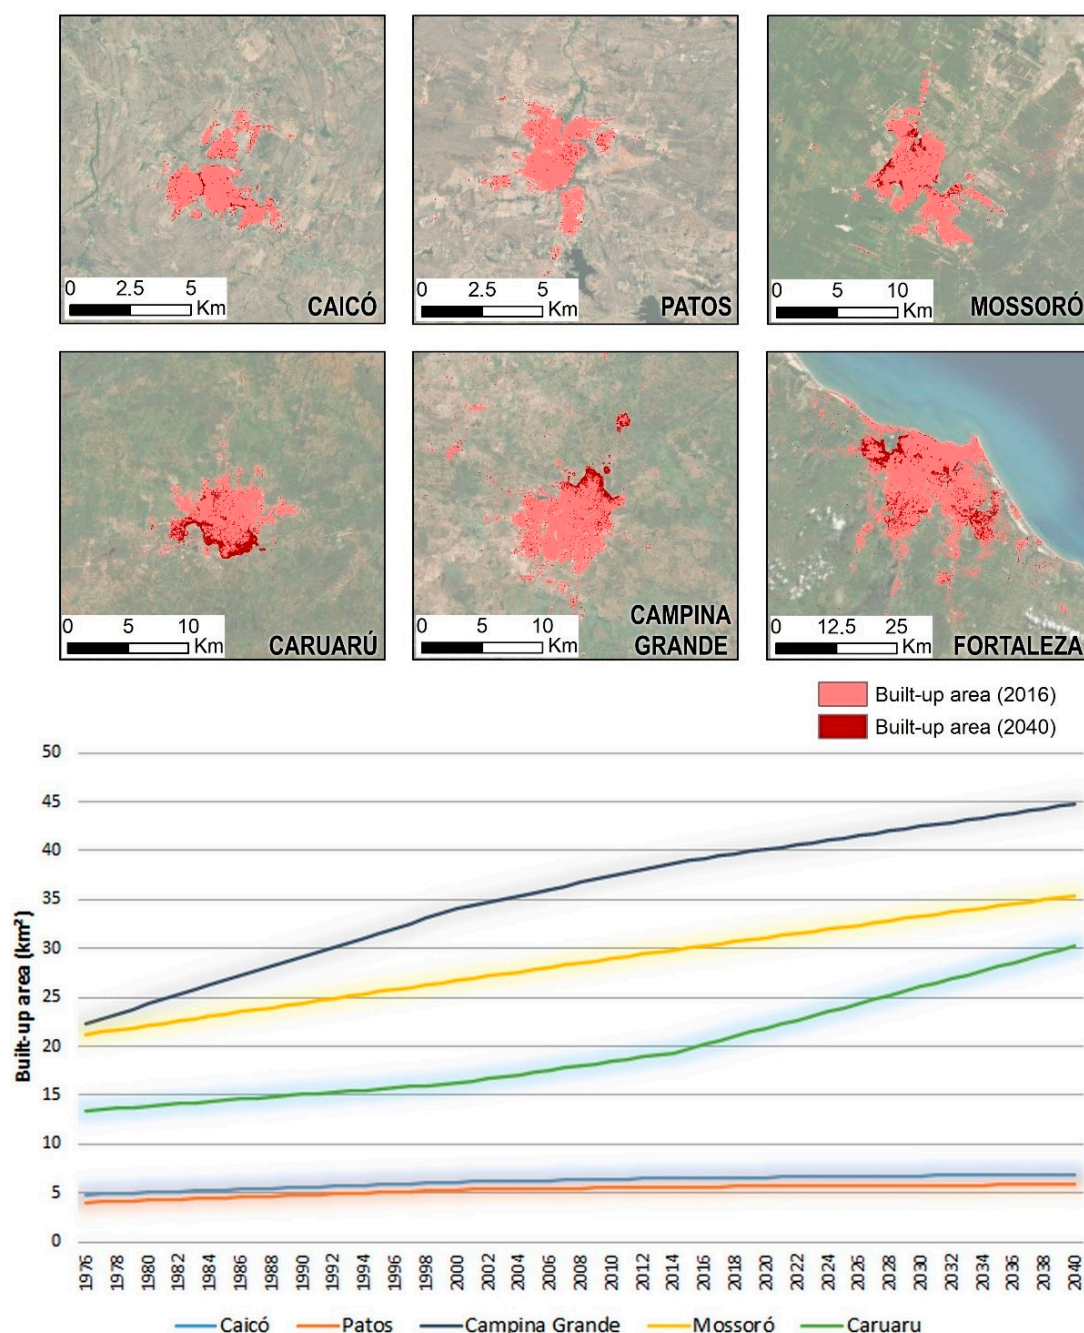 0 2.5 5 Km
CAICÓ
0 2.5 5 Km
PATOS
0 5 10 Km
MOSSORÓ
0 5 10 Km
CARUARÚ
0 5 10 Km
CAMPINA
GRANDE
0 12.5 25 Km
FORTALEZA
Built-up area (2016)
Built-up area (2040)
Built-up area (km²)
50
45
40
35
30
25
20
15
10
5
0
1976 1978 1980 1982 1984 1986 1988 1990 1992 1994 1996 1998 2000 2002 2004 2006 2008 2010 2012 2014 2016 2018 2020 2022 2024 2026 2028 2030 2032 2034 2036 2038 2040
Caicó Patos Campina Grande Mossoró Caruaru